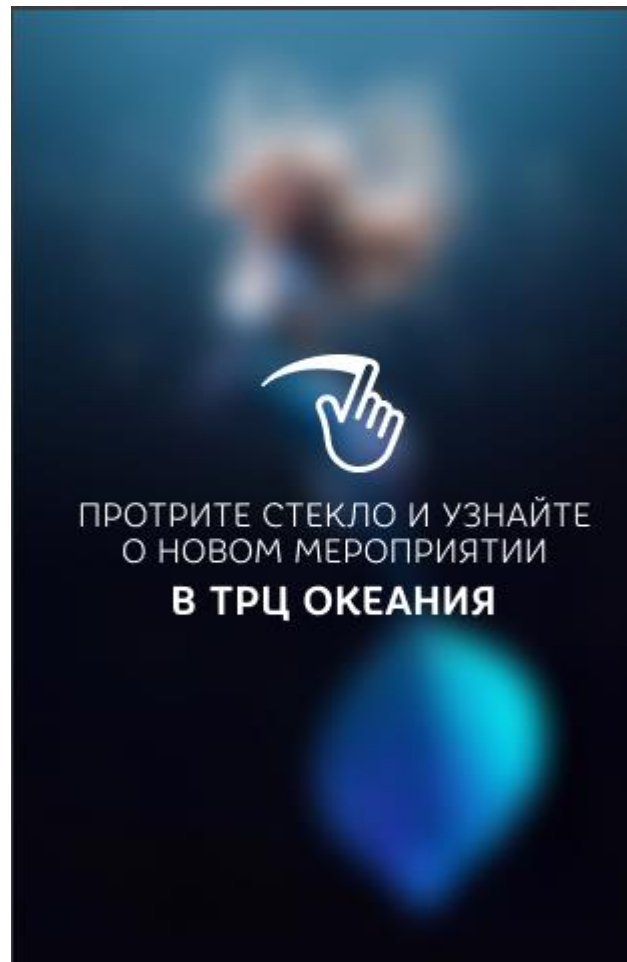 ПРОТРИТЕ СТЕКЛО И УЗНАЙТЕ
О НОВОМ МЕРОПРИЯТИИ
В ТРЦ ОКЕАНИЯ